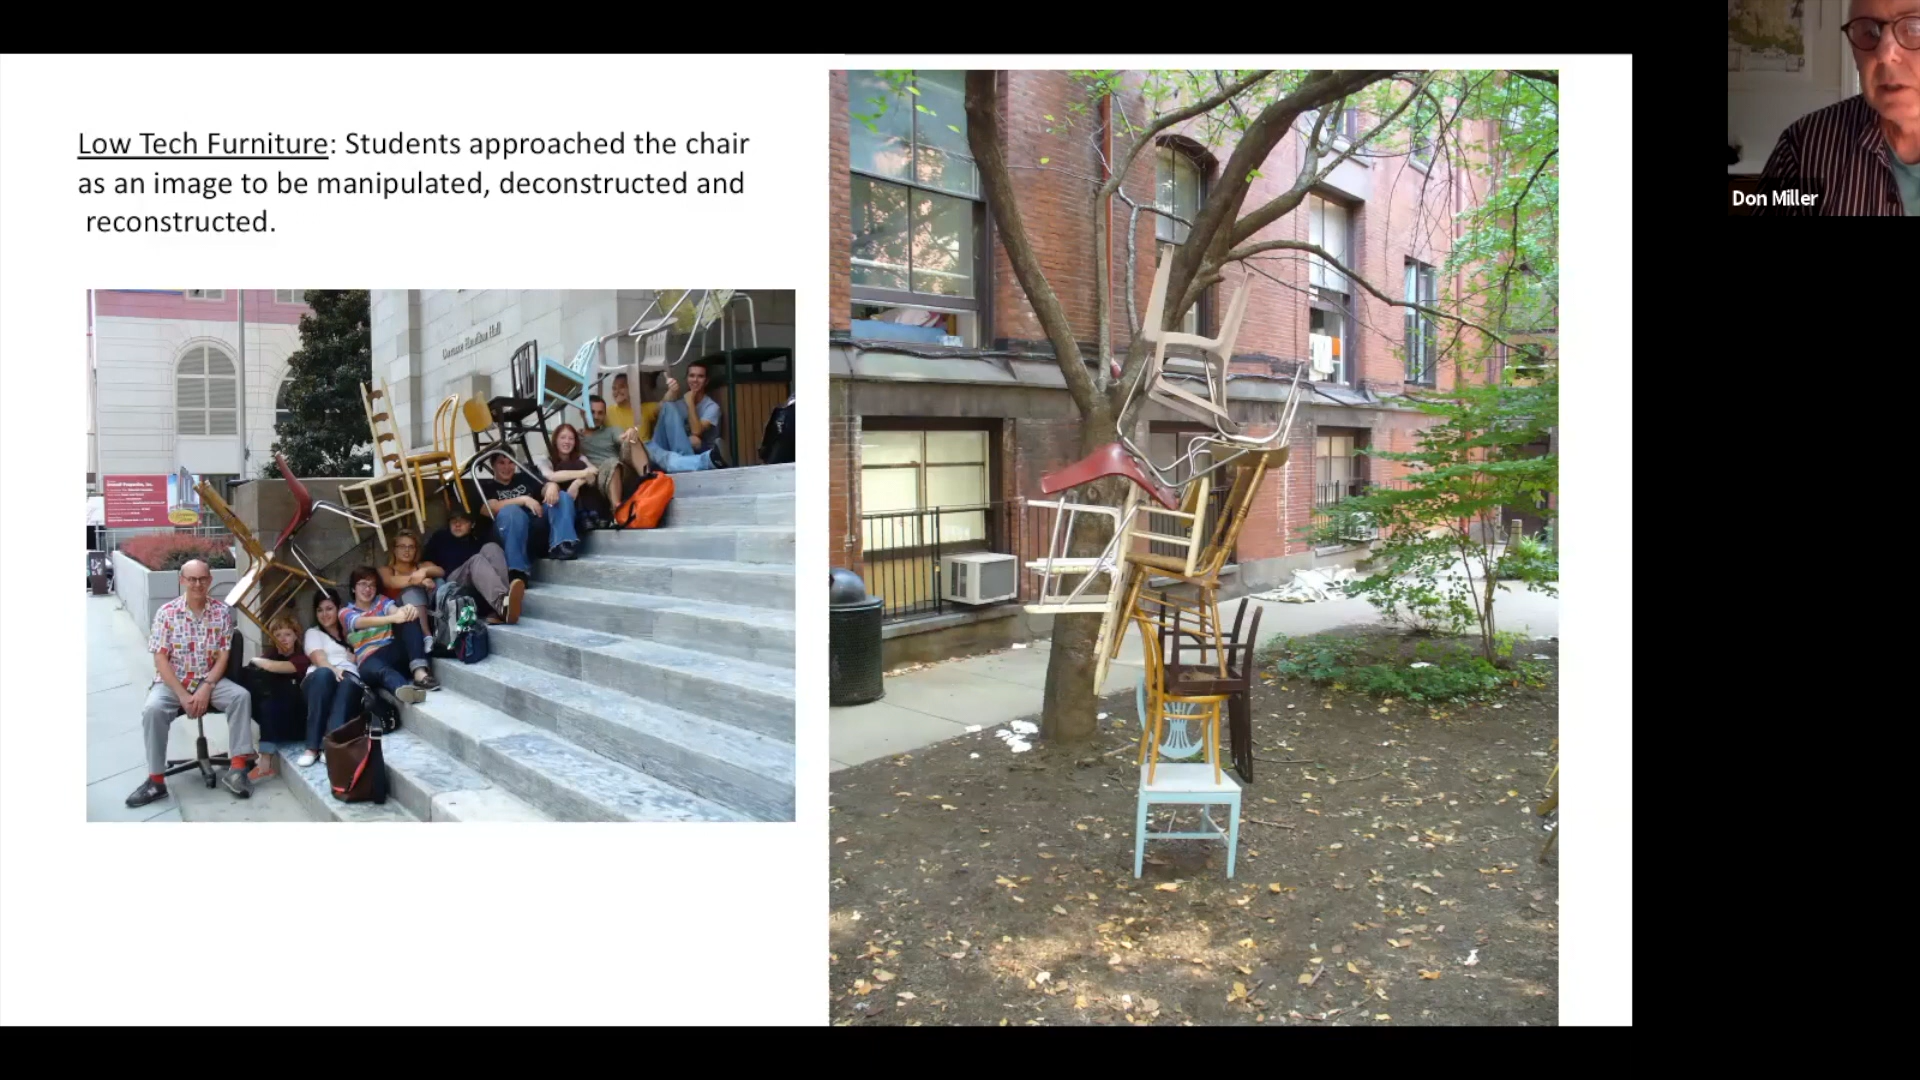 Low Tech Furniture: Students approached the chair
as an image to be manipulated, deconstructed and
reconstructed.
Don Miller